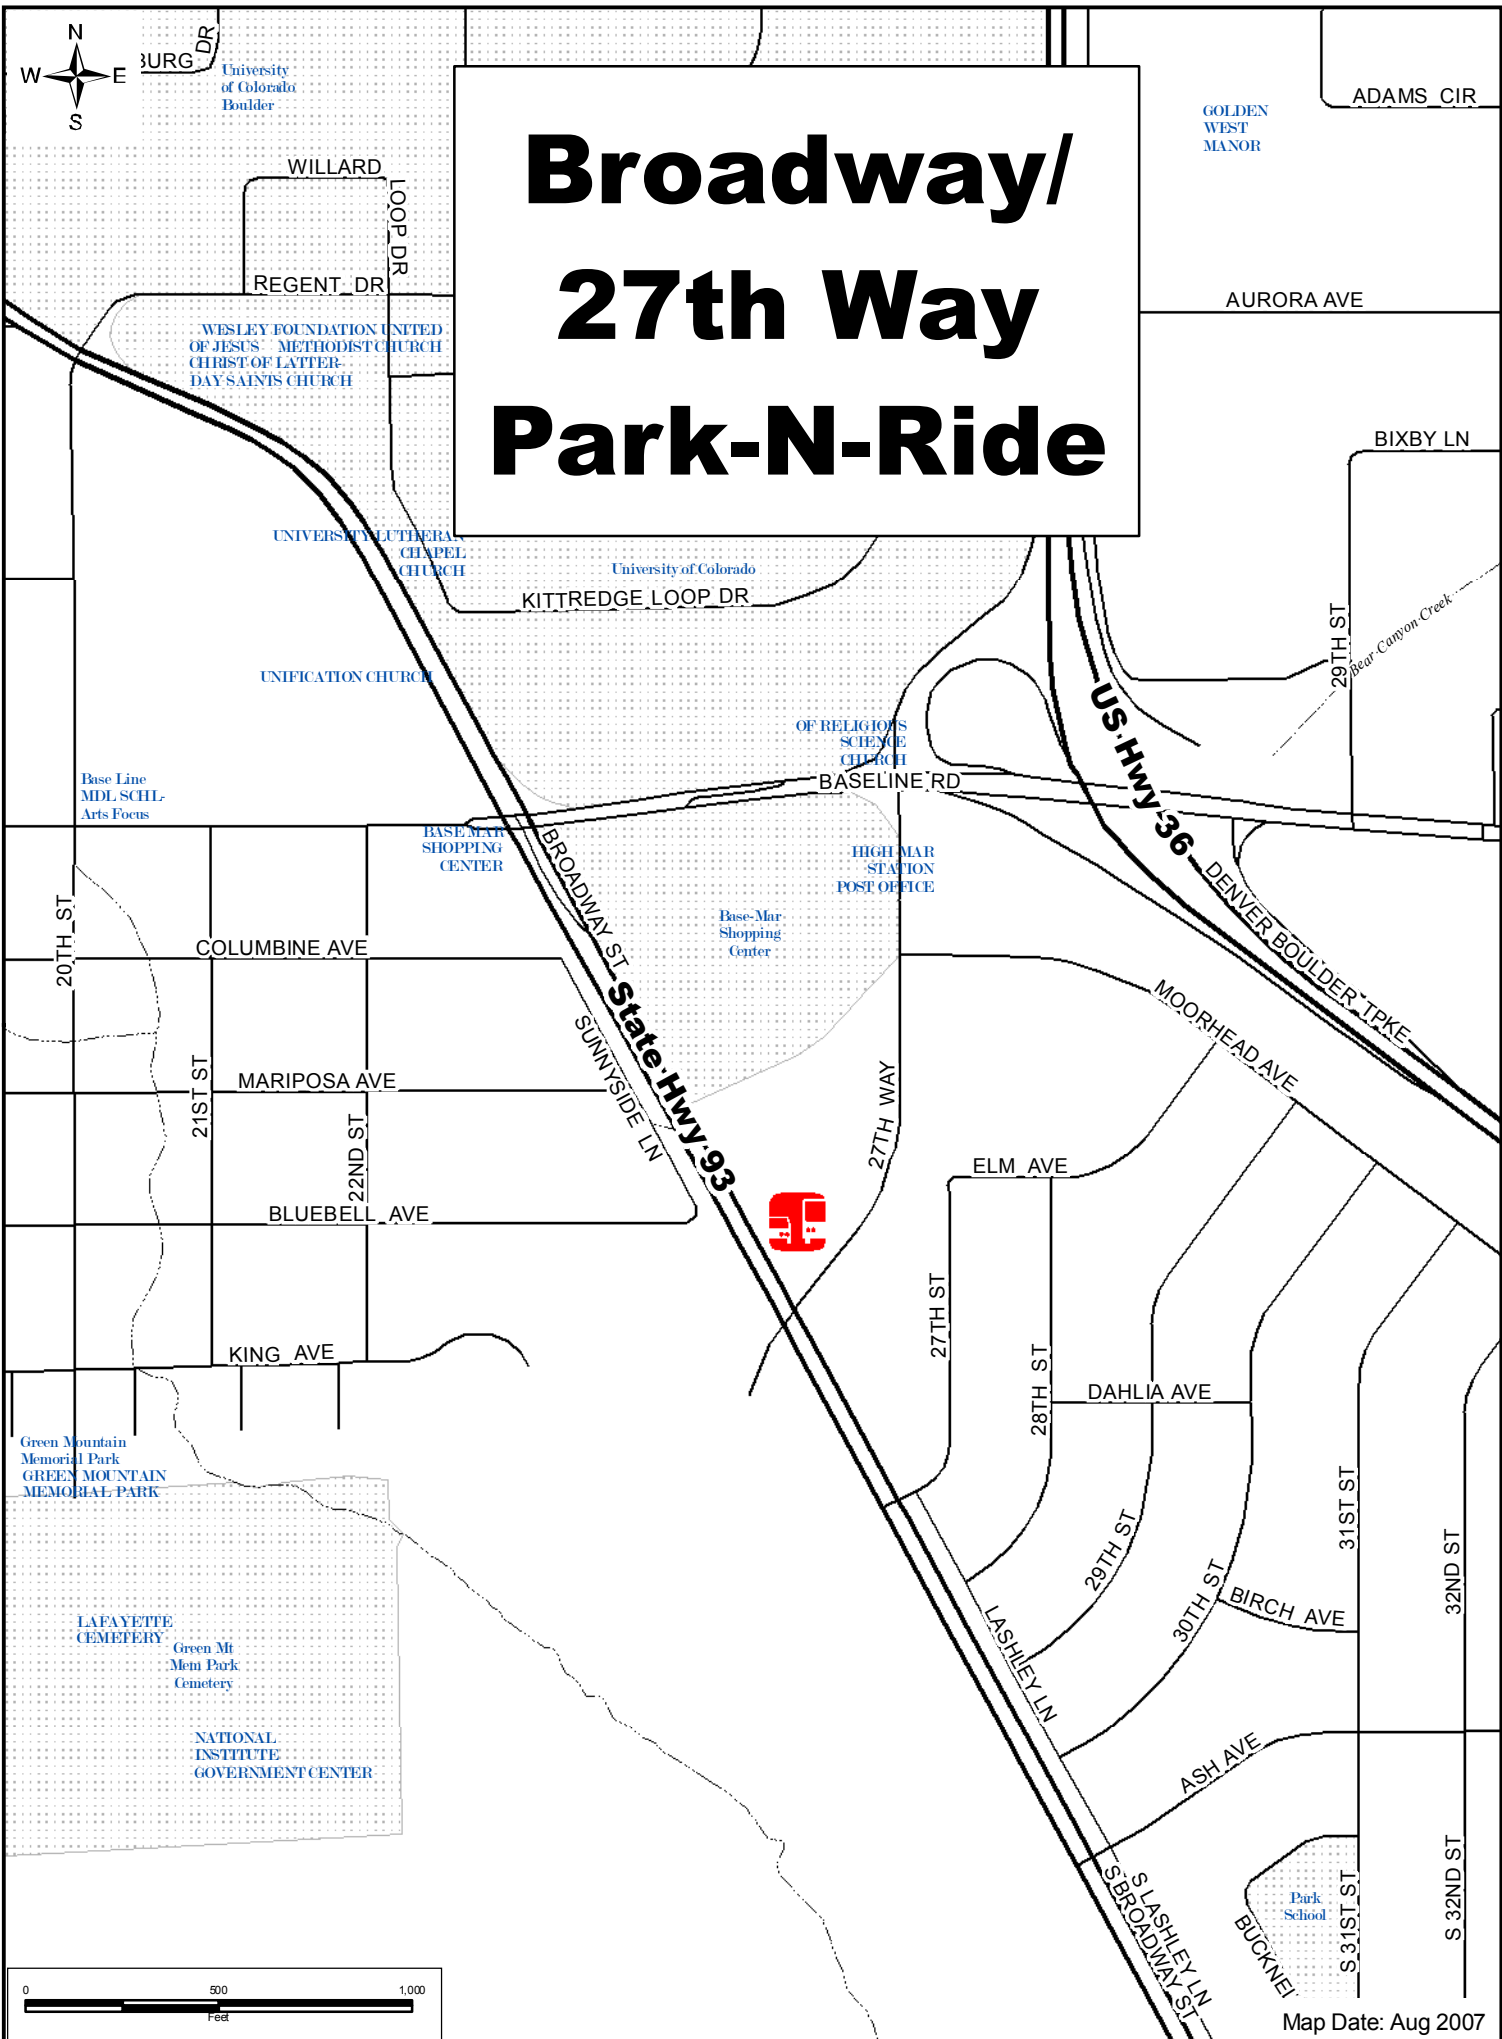 N
W E
S
BURG DR
University
of Colorado
Boulder
Broadway/
27th Way
Park-N-Ride
ADAMS CIR
GOLDEN
WEST
MANOR
WILLARD
LOOP DR
REGENT DR
AURORA AVE
WESLEY FOUNDATION UNITED
OF JESUS METHODIST CHURCH
CHRIST OF LATTER-
DAY SAINTS CHURCH
BIXBY LN
UNIVERSITY LUTHERAN
CHAPEL
CHURCH
University of Colorado
KITTREDGE LOOP DR
29TH ST
Bear Canyon Creek
UNIFICATION CHURCH
US Hwy 36
OF RELIGIOUS
SCIENCE
CHURCH
BASELINE RD
Base Line
MDL SCHL-
Arts Focus
BASE MAR
SHOPPING
CENTER
BROADWAY ST
HIGH MAR
STATION
POST OFFICE
DENVER BOULDER TPKE
20TH ST
Base-Mar
Shopping
Center
COLUMBINE AVE
State Hwy 93
MOORHEAD AVE
SUNNYSIDE LN
21ST ST
MARIPOSA AVE
27TH WAY
22ND ST
ELM AVE
BLUEBELL AVE
27TH ST
KING AVE
28TH ST
DAHLIA AVE
Green Mountain
Memorial Park
GREEN MOUNTAIN
MEMORIAL PARK
31ST ST
29TH ST
32ND ST
30TH ST
BIRCH AVE
LAFAYETTE
CEMETERY
Green Mt
Mem Park
Cemetery
LASHLEY LN
NATIONAL
INSTITUTE
GOVERNMENT CENTER
ASH AVE
S LASHLEY LN
S BROADWAY ST
Park
School
BUCKNEL
S 31ST ST
S 32ND ST
0 500 1,000
Feet
Map Date: Aug 2007